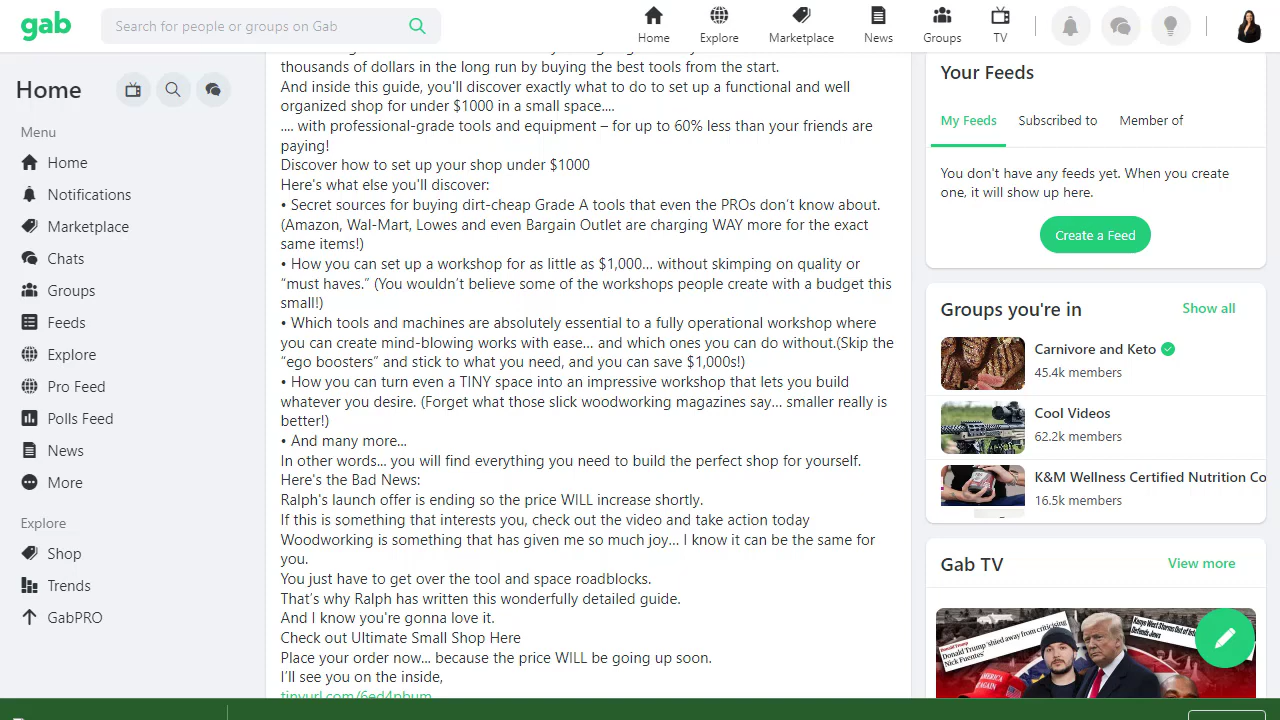 gab
Search for people or groups on Gab
Home
Explore
Marketplace
News
Groups
TV
Home
Menu
Home
Notifications
Marketplace
Chats
Groups
Feeds
Explore
Pro Feed
Polls Feed
News
More
Explore
Shop
Trends
GabPRO
thousands of dollars in the long run by buying the best tools from the start.
And inside this guide, you'll discover exactly what to do to set up a functional and well
organized shop for under $1000 in a small space....
.... with professional-grade tools and equipment – for up to 60% less than your friends are
paying!
Discover how to set up your shop under $1000
Here's what else you'll discover:
• Secret sources for buying dirt-cheap Grade A tools that even the PROs don’t know about.
(Amazon, Wal-Mart, Lowes and even Bargain Outlet are charging WAY more for the exact
same items!)
• How you can set up a workshop for as little as $1,000… without skimping on quality or
“must haves.” (You wouldn’t believe some of the workshops people create with a budget this
small!)
• Which tools and machines are absolutely essential to a fully operational workshop where
you can create mind-blowing works with ease… and which ones you can do without.(Skip the
“ego boosters” and stick to what you need, and you can save $1,000s!)
• How you can turn even a TINY space into an impressive workshop that lets you build
whatever you desire. (Forget what those slick woodworking magazines say… smaller really is
better!)
• And many more…
In other words… you will find everything you need to build the perfect shop for yourself.
Here's the Bad News:
Ralph's launch offer is ending so the price WILL increase shortly.
If this is something that interests you, check out the video and take action today
Woodworking is something that has given me so much joy… I know it can be the same for
you.
You just have to get over the tool and space roadblocks.
That’s why Ralph has written this wonderfully detailed guide.
And I know you're gonna love it.
Check out Ultimate Small Shop Here
Place your order now… because the price WILL be going up soon.
I’ll see you on the inside,
Your Feeds
My Feeds
Subscribed to
Member of
You don't have any feeds yet. When you create
one, it will show up here.
Create a Feed
Groups you're in
Show all
Carnivore and Keto
45.4k members
Cool Videos
62.2k members
K&M Wellness Certified Nutrition Co
16.5k members
Gab TV
View more
Donald Trump 'shied away from criticising
Nick Fuentes'